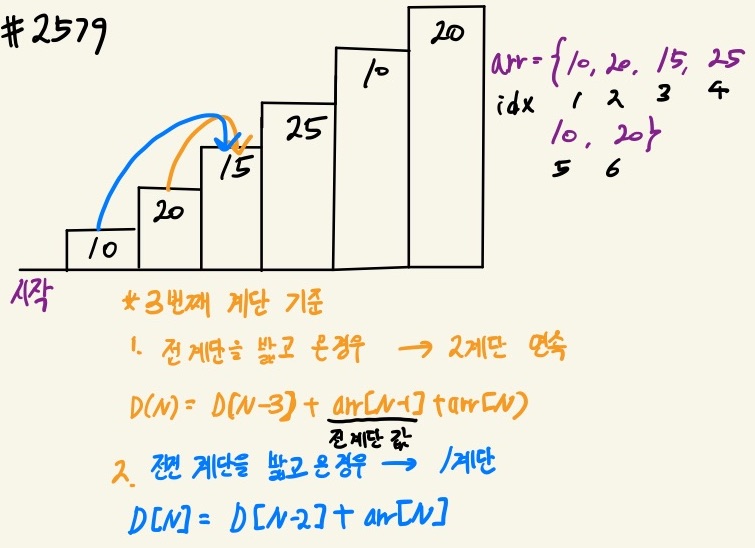 #2579
20
10
25
15
20
10
arr = {10, 20, 15, 25
idx 1 2 3 4
10, 20}
5 6
시작
*3번째 계단 기준
1. 전 계단을 밟고 온경우 → 2계단 연속
D(N) = D[N-3] + arr[N-1] + arr[N)
전 계단 값
2. 전전 계단을 밟고 온경우 → 1계단
D[N] = D[N-2] + arr[N]